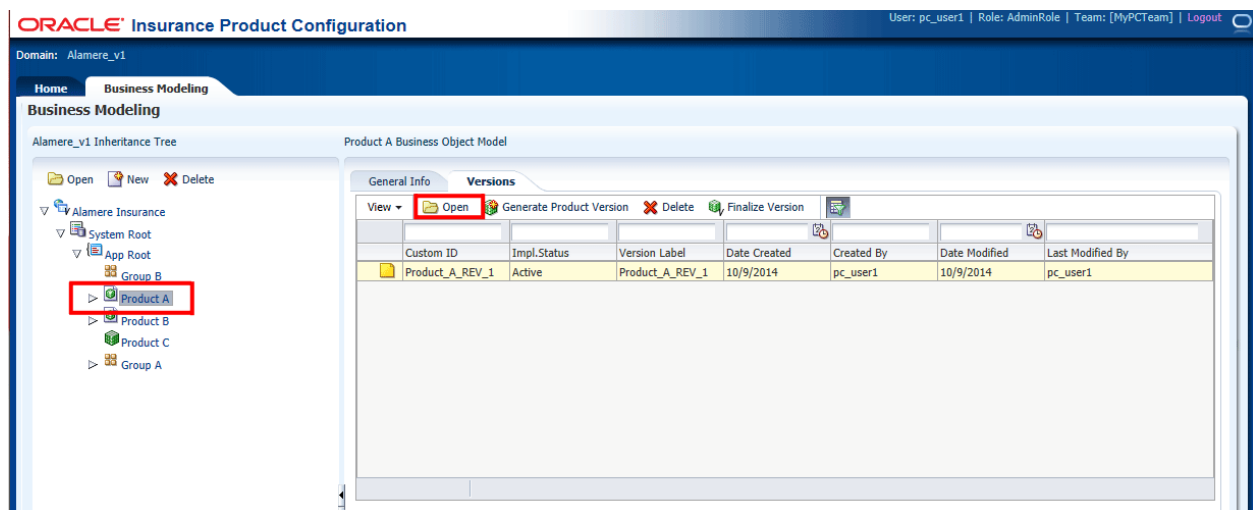 ORACLE Insurance Product Configuration
User: pc_user1 | Role: AdminRole | Team: [MyPCTeam] | Logout
Domain: Alamere_v1
Home Business Modeling
Business Modeling
Alamere_v1 Inheritance Tree
Open New Delete
Alamere Insurance
System Root
App Root
Group B
Product A
Product B
Product C
Group A
Product A Business Object Model
General Info Versions
View Open Generate Product Version Delete Finalize Version
Custom ID Impl.Status Version Label Date Created Created By Date Modified Last Modified By
Product_A_REV_1 Active Product_A_REV_1 10/9/2014 pc_user1 10/9/2014 pc_user1